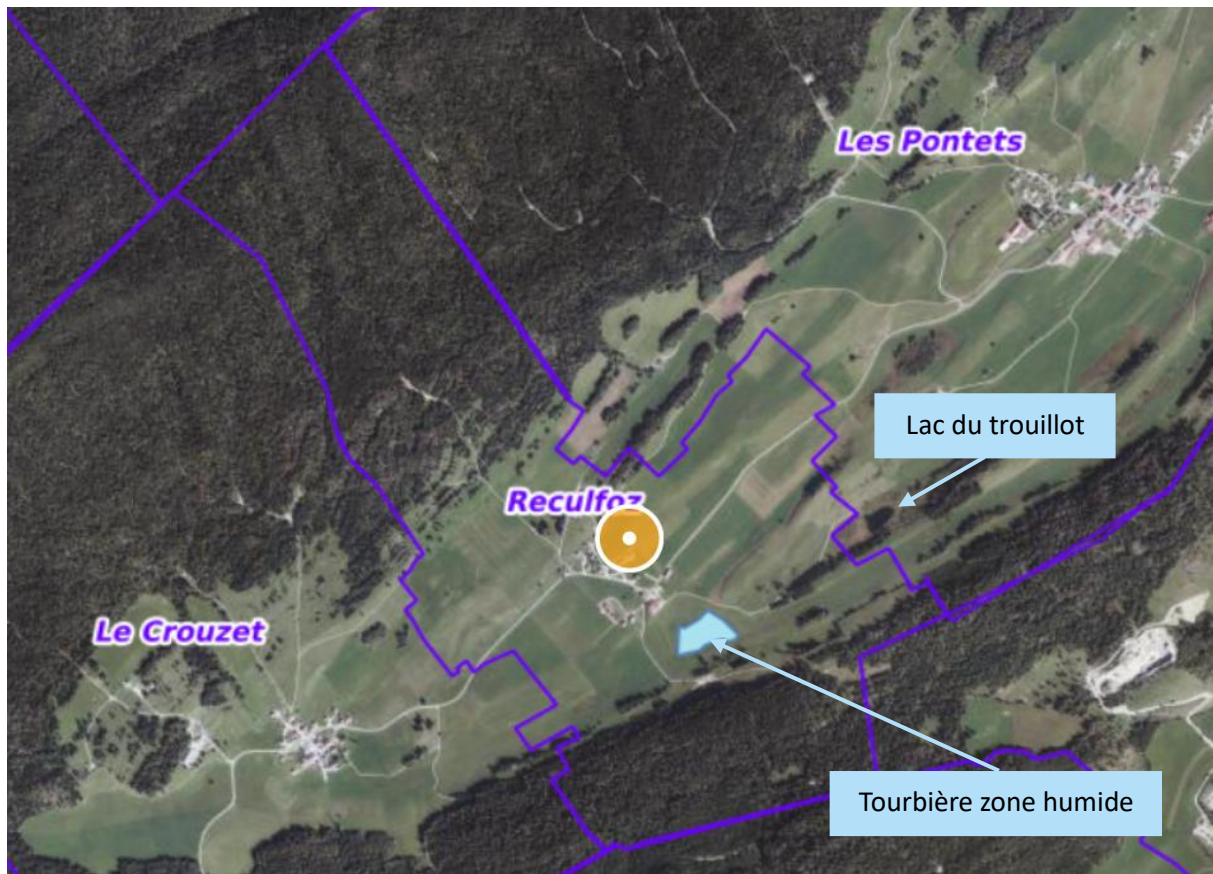 Les Pontets
Lac du trouillot
Reculfoz
Le Crouzet
Tourbière zone humide